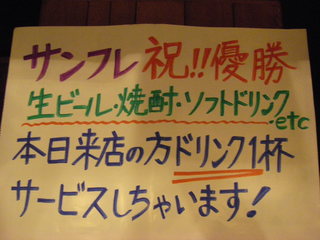 サンフレ 祝!!優勝
生ビール・焼酎・ソフトドリンク
etc
本日来店の方ドリンク1杯
サービスしちゃいます!